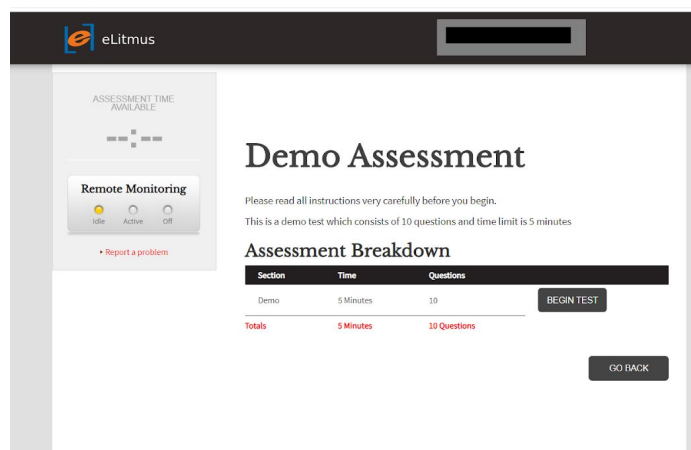 eLitmus
ASSESSMENT TIME
AVAILABLE
--:--
Remote Monitoring
Idle Active Off
Report a problem
Demo Assessment
Please read all instructions very carefully before you begin.
This is a demo test which consists of 10 questions and time limit is 5 minutes
Assessment Breakdown
Section Time Questions
Demo 5 Minutes 10 BEGIN TEST
Totals 5 Minutes 10 Questions
GO BACK